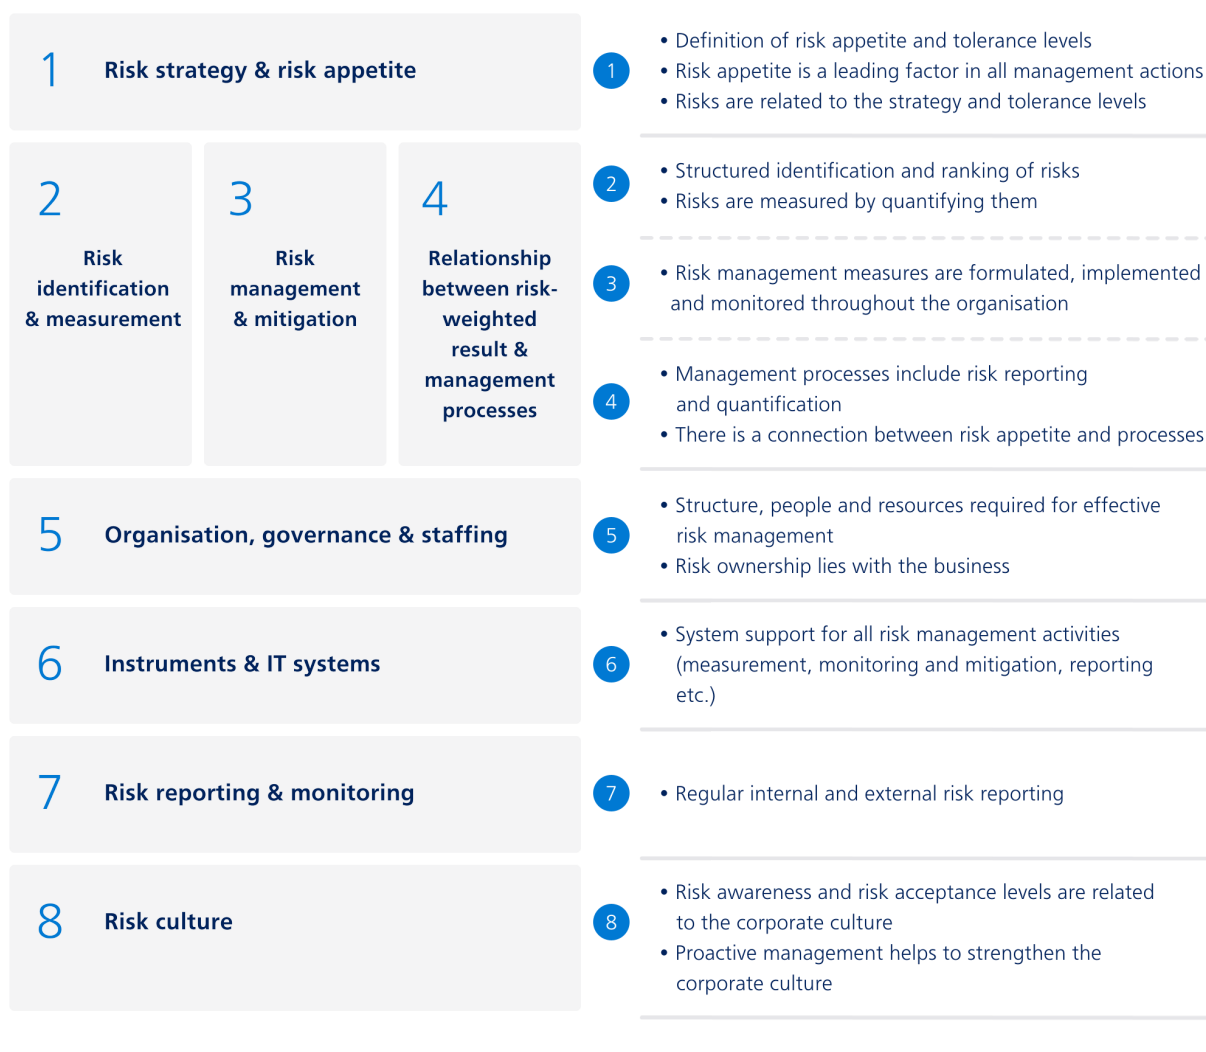 1
Risk strategy & risk appetite
1
• Definition of risk appetite and tolerance levels
• Risk appetite is a leading factor in all management actions
• Risks are related to the strategy and tolerance levels
2
Risk
identification
& measurement
3
Risk
management
& mitigation
4
Relationship
between risk-
weighted
result &
management
processes
2
• Structured identification and ranking of risks
• Risks are measured by quantifying them
3
• Risk management measures are formulated, implemented
and monitored throughout the organisation
4
• Management processes include risk reporting
and quantification
• There is a connection between risk appetite and processes
5
Organisation, governance & staffing
5
• Structure, people and resources required for effective
risk management
• Risk ownership lies with the business
6
Instruments & IT systems
6
• System support for all risk management activities
(measurement, monitoring and mitigation, reporting
etc.)
7
Risk reporting & monitoring
7
• Regular internal and external risk reporting
8
Risk culture
8
• Risk awareness and risk acceptance levels are related
to the corporate culture
• Proactive management helps to strengthen the
corporate culture